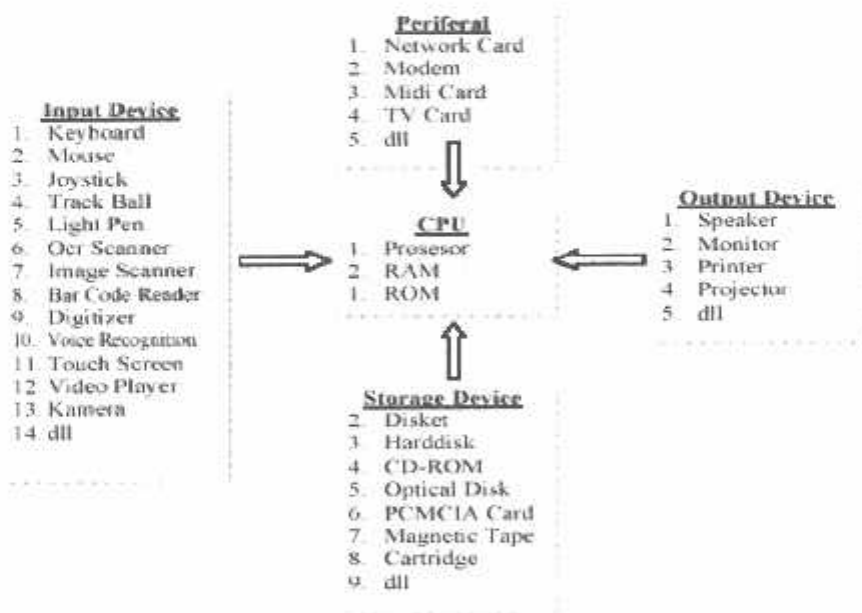 Periferal
1. Network Card
2 Modem
3 Midi Card
4 TV Card
5. dll
Input Device
1. Keyboard
2. Mouse
3. Joystick
4. Track Ball
5 Light Pen
6 Ocr Scanner
7. Image Scanner
8. Bar Code Reader
9. Digitizer
10. Voice Recognition
11 Touch Screen
12 Video Player
13. Kamera
14. dll
CPU
1. Prosesor
2 RAM
1. ROM
Output Device
1. Speaker
2. Monitor
3 Printer
4 Projector
5 dll
Storage Device
2. Disket
3. Harddisk
4. CD-ROM
5. Optical Disk
6. PCMCIA Card
7. Magnetic Tape
8. Cartridge
9. dll